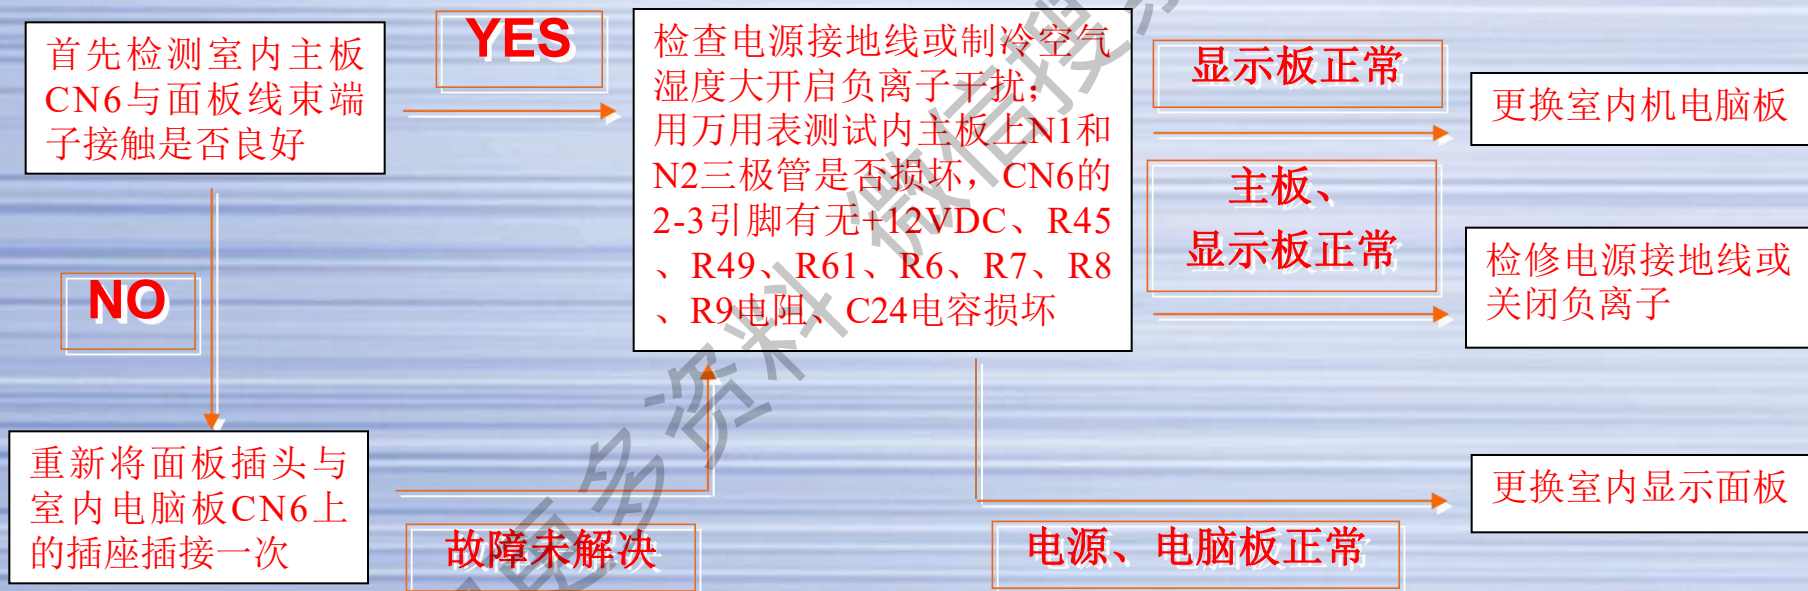 首先检测室内主板
CN6与面板线束端
子接触是否良好
YES
检查电源接地线或制冷空气
湿度大开启负离子干扰；
用万用表测试内主板上N1和
N2三极管是否损坏，CN6的
2-3引脚有无+12VDC、R45
、R49、R61、R6、R7、R8
、R9电阻、C24电容损坏
显示板正常
更换室内机电脑板
主板、
显示板正常
检修电源接地线或
关闭负离子
NO
重新将面板插头与
室内电脑板CN6上
的插座插接一次
故障未解决
电源、电脑板正常
更换室内显示面板
更多资料 微信搜索